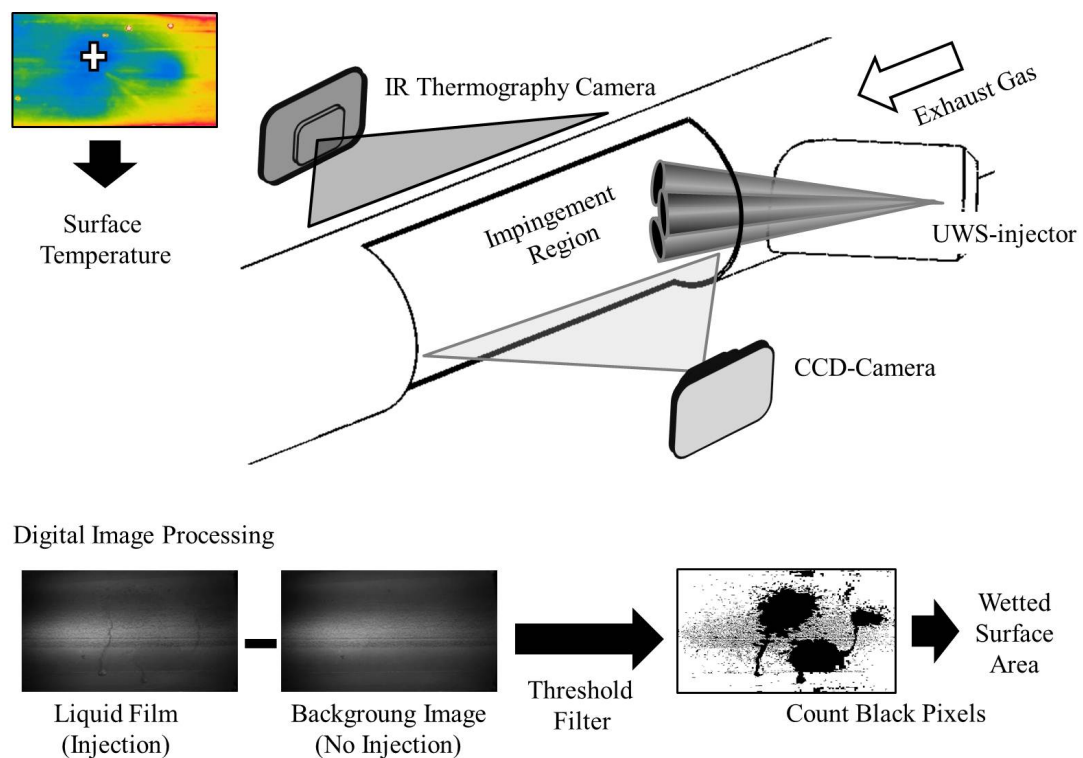 IR Thermography Camera
Exhaust Gas
Surface
Temperature
Impingement
Region
UWS-injector
CCD-Camera
Digital Image Processing
Liquid Film
(Injection)
Backgroung Image
(No Injection)
Threshold
Filter
Count Black Pixels
Wetted
Surface
Area